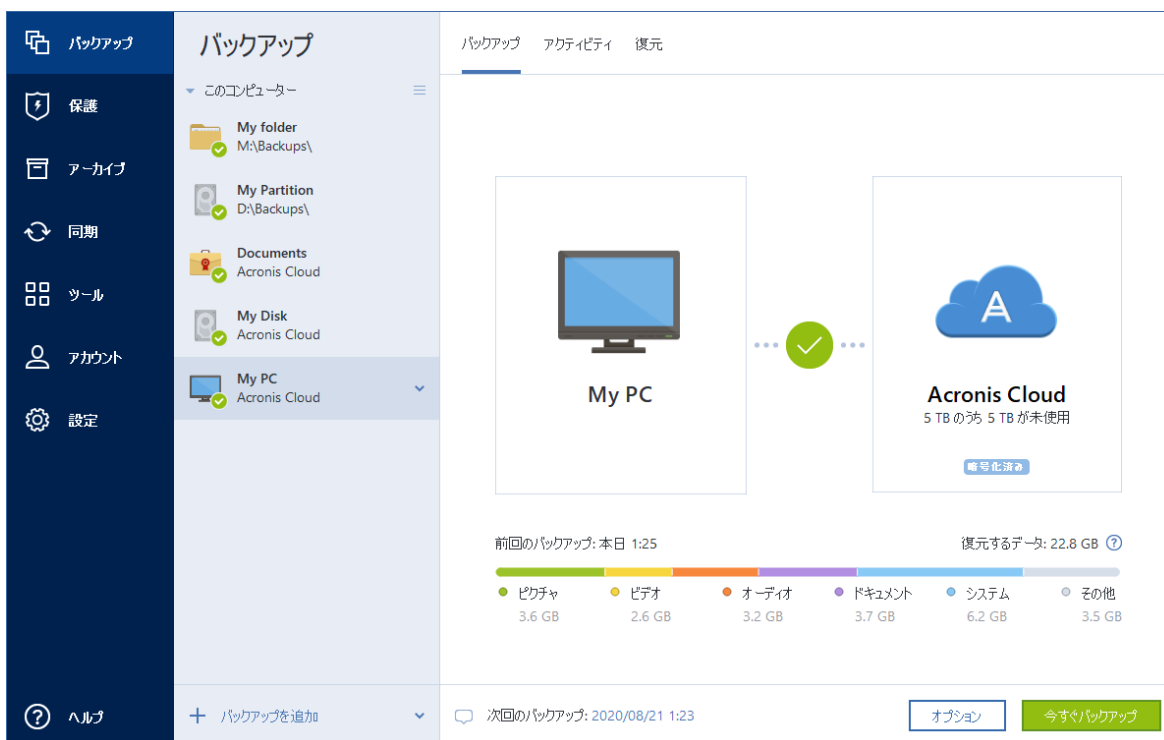 バックアップ
保護
アーカイブ
同期
ツール
アカウント
設定
ヘルプ
バックアップ
このコンピューター
My folder
M:\Backups\
My Partition
D:\Backups\
Documents
Acronis Cloud
My Disk
Acronis Cloud
My PC
Acronis Cloud
バックアップを追加
バックアップ アクティビティ 復元
My PC
A
Acronis Cloud
5 TB のうち 5 TB が未使用
暗号化済み
前回のバックアップ: 本日 1:25
復元するデータ: 22.8 GB ?
ピクチャ ビデオ オーディオ ドキュメント システム その他
3.6 GB 2.6 GB 3.2 GB 3.7 GB 6.2 GB 3.5 GB
次回のバックアップ: 2020/08/21 1:23
オプション
今すぐバックアップ